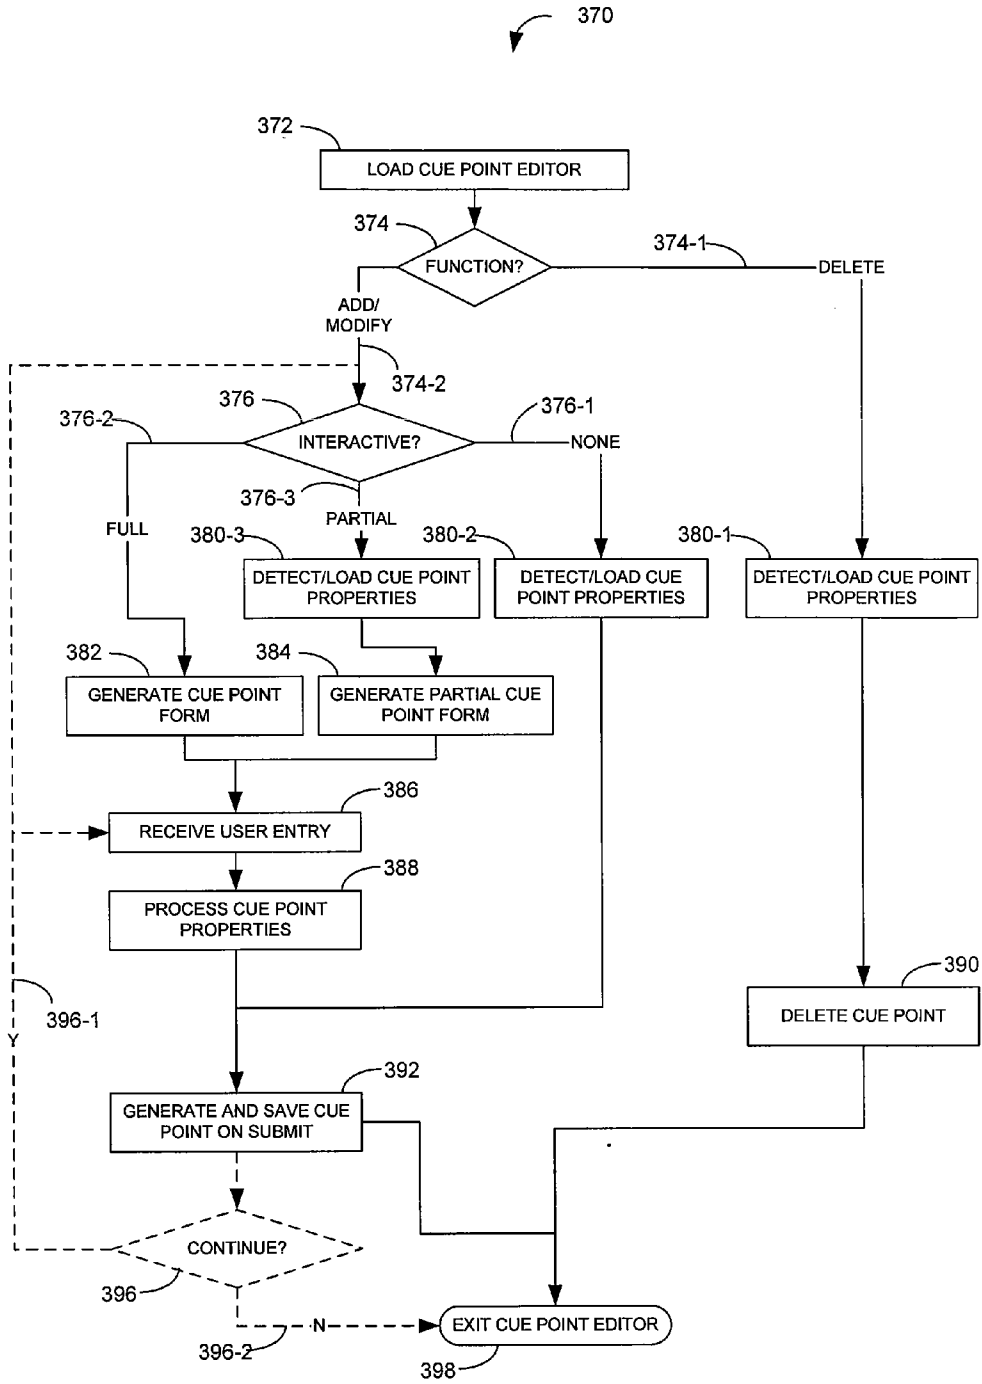 370
372
LOAD CUE POINT EDITOR
374
FUNCTION?
374-1
DELETE
ADD/
MODIFY
374-2
376
INTERACTIVE?
376-1
NONE
376-2
FULL
376-3
PARTIAL
380-3
DETECT/LOAD CUE POINT
PROPERTIES
380-2
DETECT/LOAD CUE
POINT PROPERTIES
380-1
DETECT/LOAD CUE POINT
PROPERTIES
382
GENERATE CUE POINT
FORM
384
GENERATE PARTIAL CUE
POINT FORM
386
RECEIVE USER ENTRY
388
PROCESS CUE POINT
PROPERTIES
390
DELETE CUE POINT
396-1
Y
392
GENERATE AND SAVE CUE
POINT ON SUBMIT
CONTINUE?
396
N
396-2
EXIT CUE POINT EDITOR
398